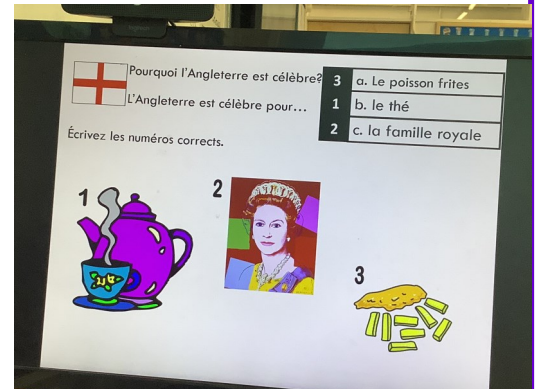 Pourquoi l'Angleterre est célèbre?
L'Angleterre est célèbre pour...
3 a. Le poisson frites
1 b. le thé
2 c. la famille royale
Écrivez les numéros corrects.
1
2
3